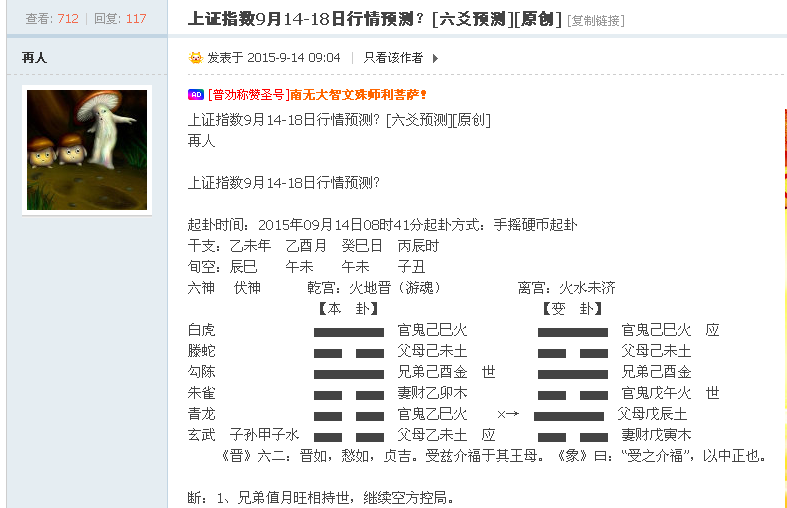 查看: 712 | 回复: 117
上证指数9月14-18日行情预测? [六爻预测][原创] [复制链接]
再人
发表于 2015-9-14 09:04 | 只看该作者
AD [普劝称赞圣号]南无大智文殊师利菩萨!
上证指数9月14-18日行情预测? [六爻预测][原创]
再人
上证指数9月14-18日行情预测?
起卦时间: 2015年09月14日08时41分起卦方式: 手摇硬币起卦
干支: 乙未年 乙酉月 癸巳日 丙辰时
旬空: 辰巳 午未 午未 子丑
六神 伏神 乾宫: 火地晋 (游魂) 离宫: 火水未济
【本 卦】 【变 卦】
白虎 官鬼己巳火 官鬼己巳火 应
滕蛇 父母己未土 父母己未土
勾陈 兄弟己酉金 世 兄弟己酉金
朱雀 妻财乙卯木 官鬼戊午火 世
青龙 官鬼乙巳火 ×→ 父母戊辰土
玄武 子孙甲子水 父母乙未土 应 妻财戊寅木
《晋》六二: 晋如, 愁如, 贞吉。受兹介福于其王母。《象》曰: “受之介福”, 以中正也。
断: 1、兄弟值月旺相持世, 继续空方控局。